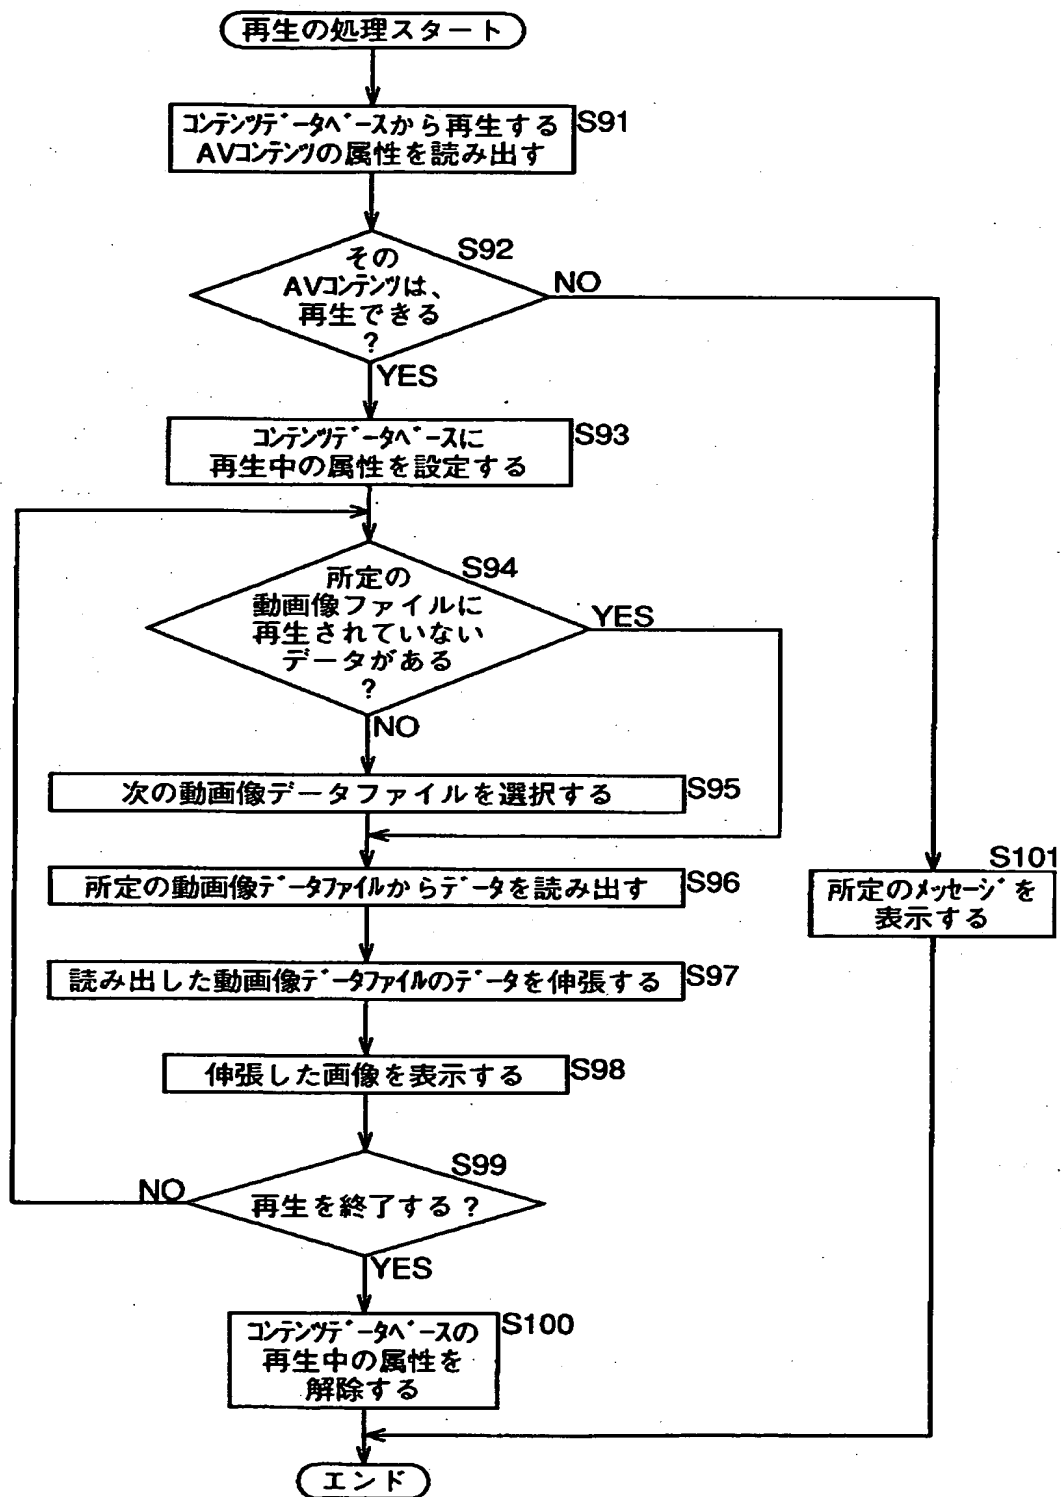 再生の処理スタート
コンテンツデータベースから再生する
AVコンテンツの属性を読み出す
S91
その
AVコンテンツは、
再生できる
?
S92
NO
YES
コンテンツデータベースに
再生中の属性を設定する
S93
所定の
動画像ファイルに
再生されていない
データがある
?
S94
YES
NO
次の動画像データファイルを選択する
S95
所定の動画像データファイルからデータを読み出す
S96
読み出した動画像データファイルのデータを伸張する
S97
伸張した画像を表示する
S98
再生を終了する?
S99
NO
YES
コンテンツデータベースの
再生中の属性を
解除する
S100
S101
所定のメッセージを
表示する
エンド